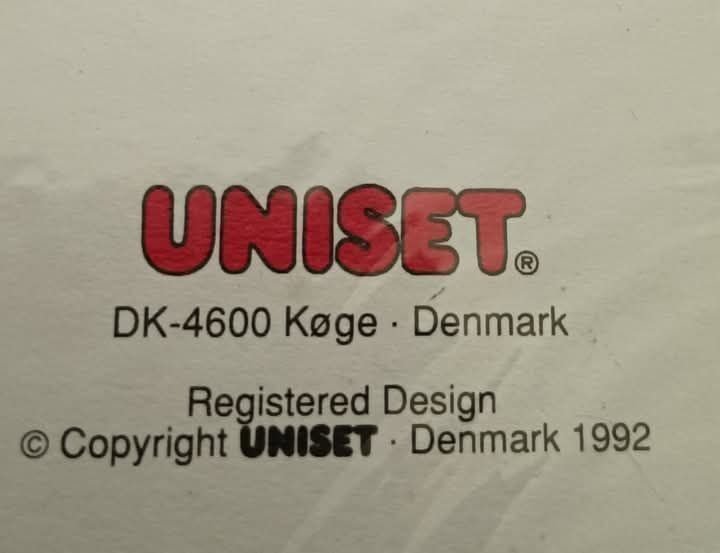 UNISET®
DK-4600 Køge · Denmark
Registered Design
© Copyright UNISET · Denmark 1992